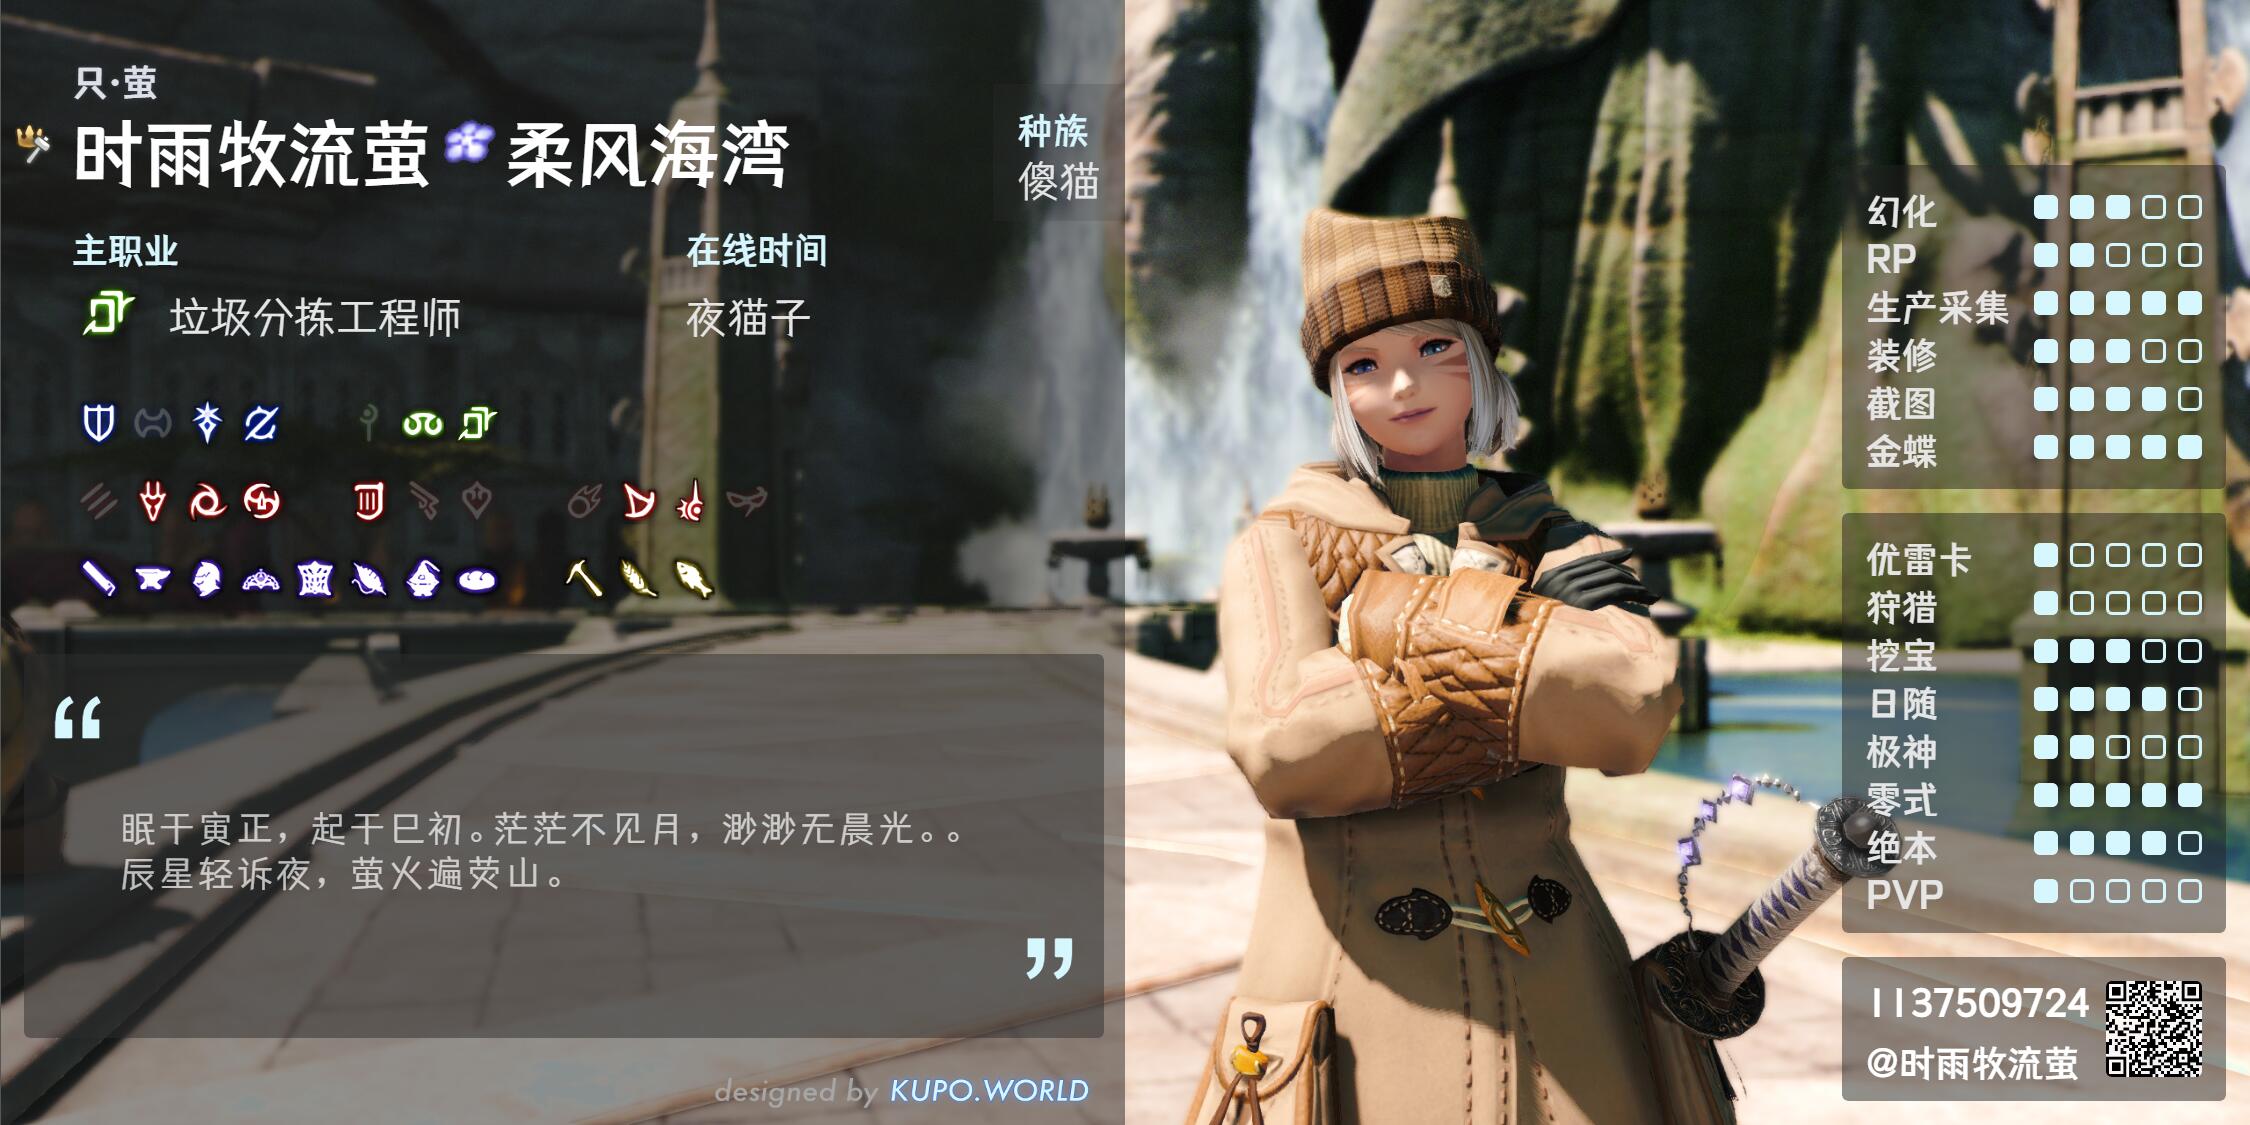 只·萤
时雨牧流萤 柔风海湾
种族
傻猫
主职业
在线时间
垃圾分拣工程师
夜猫子
“
眠于寅正，起于巳初。茫茫不见月，渺渺无晨光。。
辰星轻诉夜，萤火遍荧山。
”
designed by KUPO.WORLD
幻化
RP
生产采集
装修
截图
金蝶
优雷卡
狩猎
挖宝
日随
极神
零式
绝本
PVP
1137509724
@时雨牧流萤